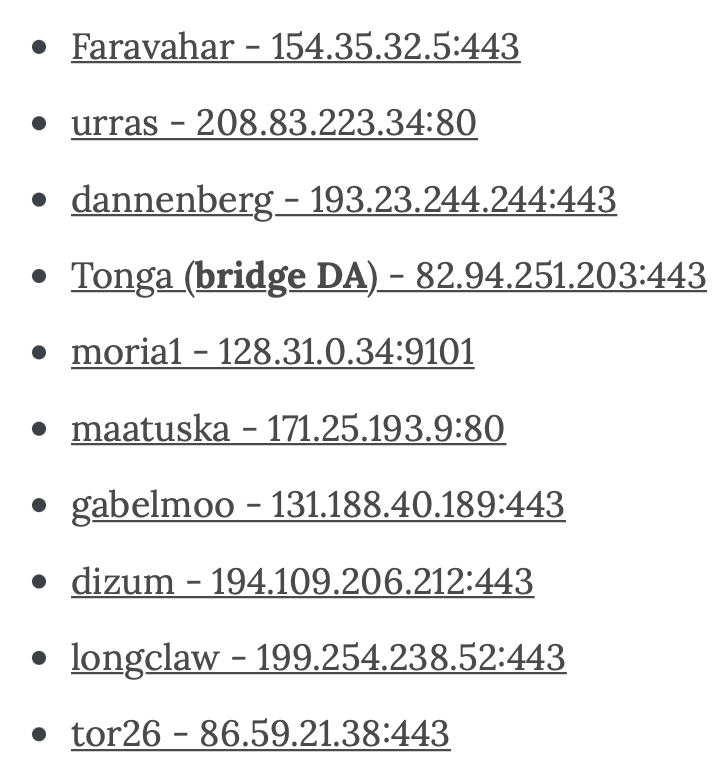 Faravahar - 154.35.32.5:443
urras - 208.83.223.34:80
dannenberg - 193.23.244.244:443
Tonga (bridge DA) - 82.94.251.203:443
moria1 - 128.31.0.34:9101
maatuska - 171.25.193.9:80
gabelmoo - 131.188.40.189:443
dizum - 194.109.206.212:443
longclaw - 199.254.238.52:443
tor26 - 86.59.21.38:443